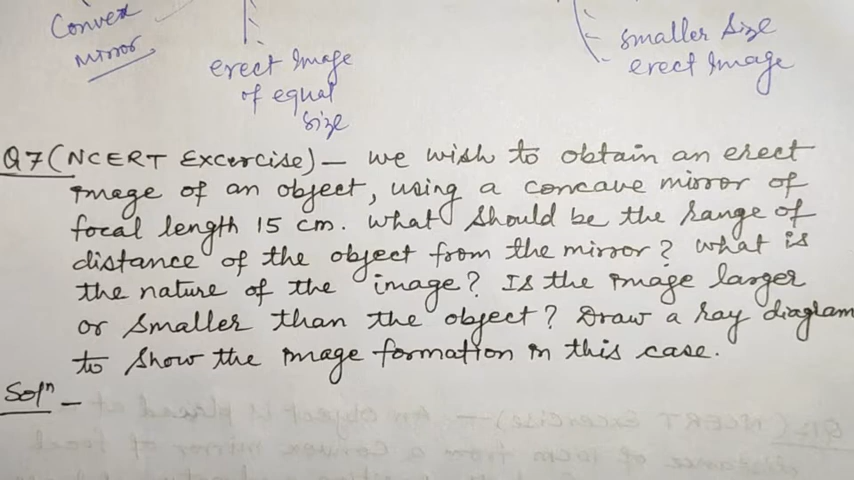 Convex
Mirror
erect Image
of equal
size
smaller size
erect Image
Q7 (NCERT Excercise) — we wish to obtain an erect
Image of an object, using a concave mirror of
focal length 15 cm. What should be the range of
distance of the object from the mirror? what is
the nature of the image? Is the Image larger
or smaller than the object? Draw a ray diagram
to show the Image formation in this case.
Solⁿ —